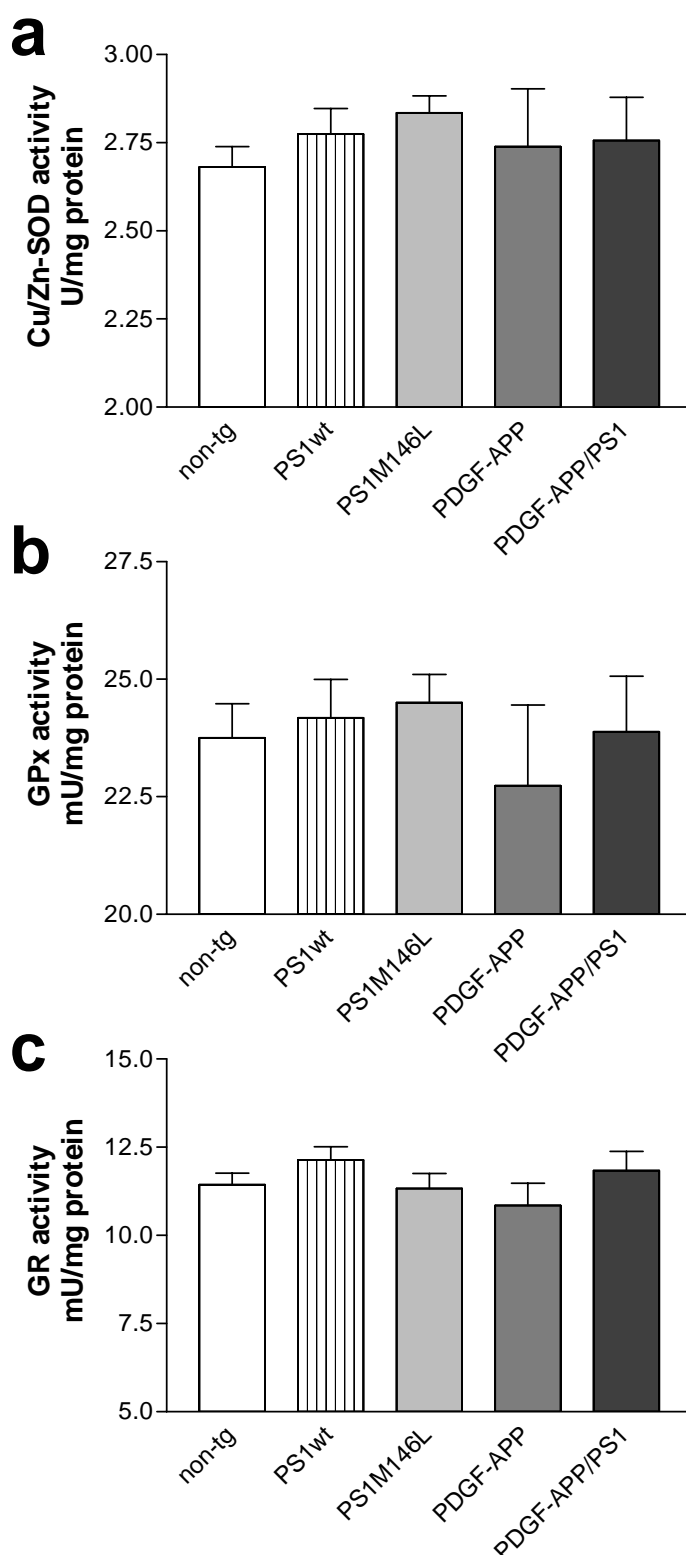 a
Cu/Zn-SOD activity
U/mg protein
3.00
2.75
2.50
2.25
2.00
non-tg
PS1wt
PS1M146L
PDGF-APP
PDGF-APP/PS1
b
GPx activity
mU/mg protein
27.5
25.0
22.5
20.0
non-tg
PS1wt
PS1M146L
PDGF-APP
PDGF-APP/PS1
c
GR activity
mU/mg protein
15.0
12.5
10.0
7.5
5.0
non-tg
PS1wt
PS1M146L
PDGF-APP
PDGF-APP/PS1